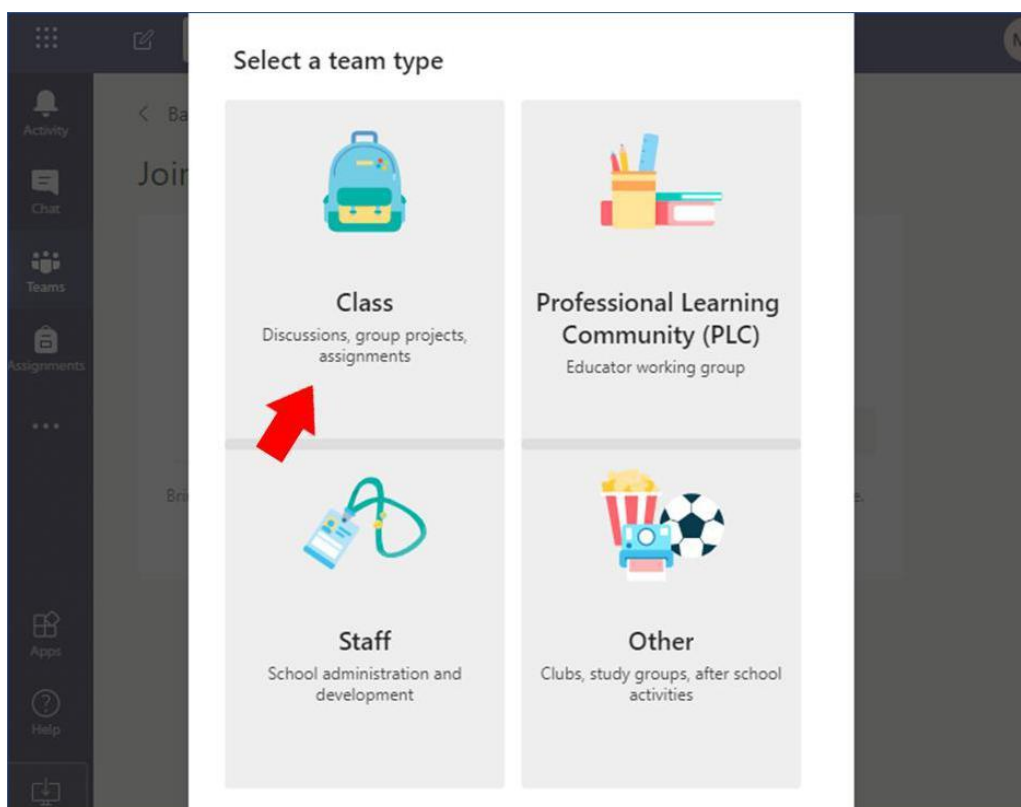 Select a team type
Activity
Chat
Teams
Assignments
Apps
Help
Class
Discussions, group projects,
assignments
Professional Learning
Community (PLC)
Educator working group
Staff
School administration and
development
Other
Clubs, study groups, after school
activities